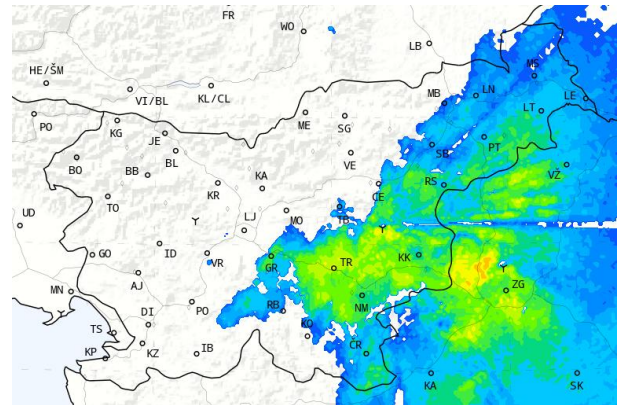 FR
WO
LB
HE/ŠM
MS
VI/BL
KL/CL
MB
LN
LE
PO
KG
ME
SG
LT
JE
PT
BO
BB
BL
VE
SB
VŽ
TO
KR
KA
CE
RS
UD
LJ
MO
TB
GO
ID
VR
GR
TR
KK
AJ
MN
PO
RB
NM
ZG
TS
DI
KO
KP
KZ
IB
ČR
KA
SK